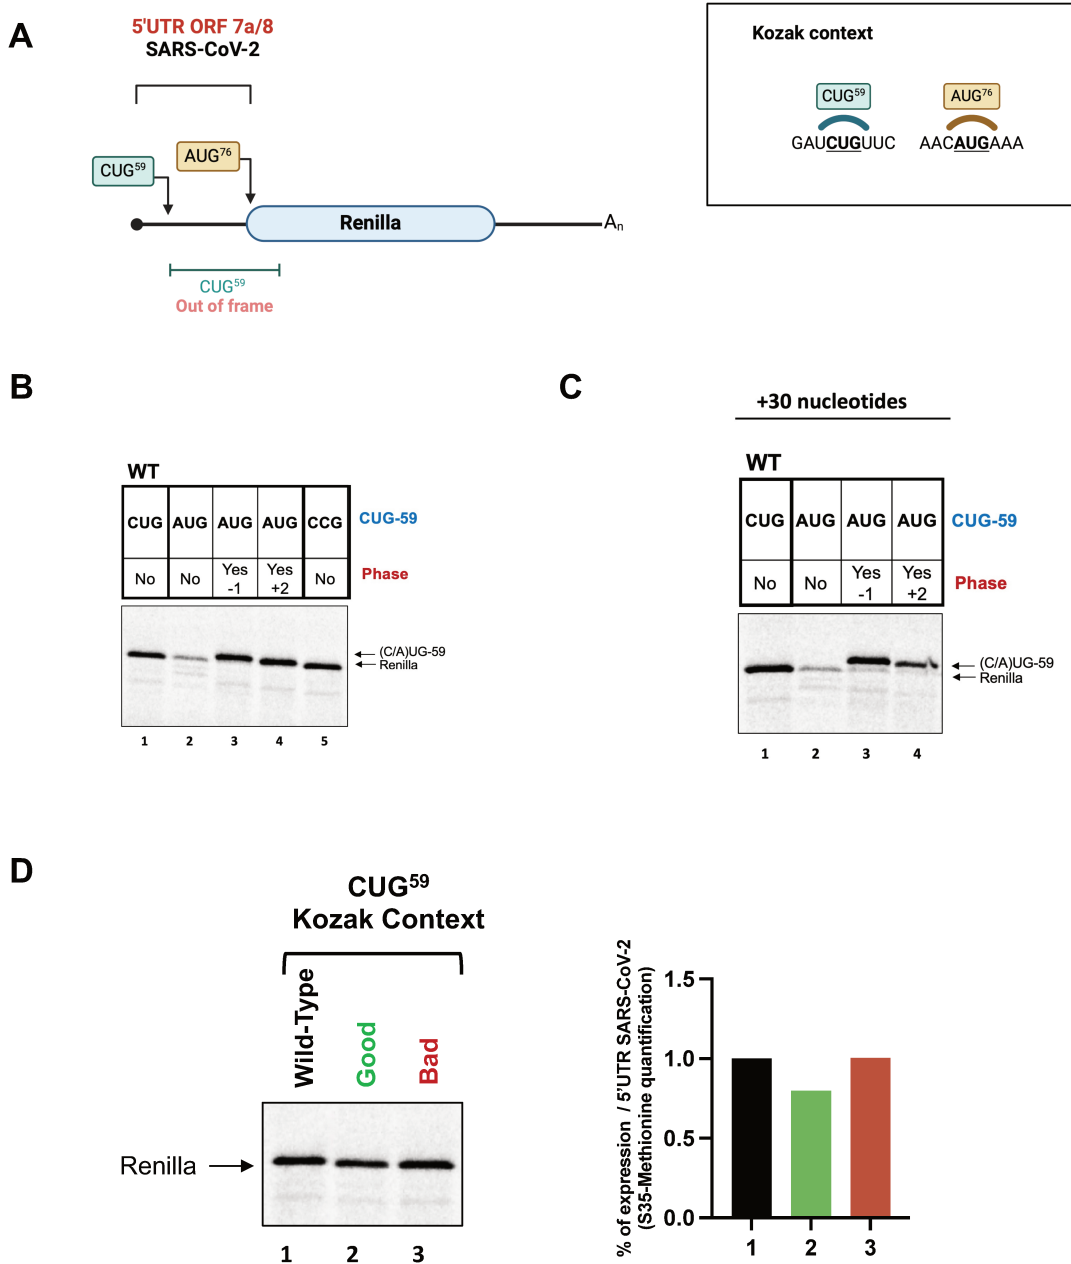 A
5'UTR ORF 7a/8
SARS-CoV-2
CUG59
AUG76
Renilla
An
CUG59
Out of frame
Kozak context
CUG59 AUG76
GAUCUGUUC AACAUGAAA
B
WT
CUG AUG AUG AUG CCG CUG-59
No No Yes -1 Yes +2 No Phase
(C/A)UG-59
Renilla
1 2 3 4 5
C
+30 nucleotides
WT
CUG AUG AUG AUG CUG-59
No No Yes -1 Yes +2 Phase
(C/A)UG-59
Renilla
1 2 3 4
D
CUG59
Kozak Context
Wild-Type Good Bad
Renilla
1 2 3
% of expression / 5'UTR SARS-CoV-2
(S35-Methionine quantification)
1.5
1.0
0.5
0.0
1 2 3